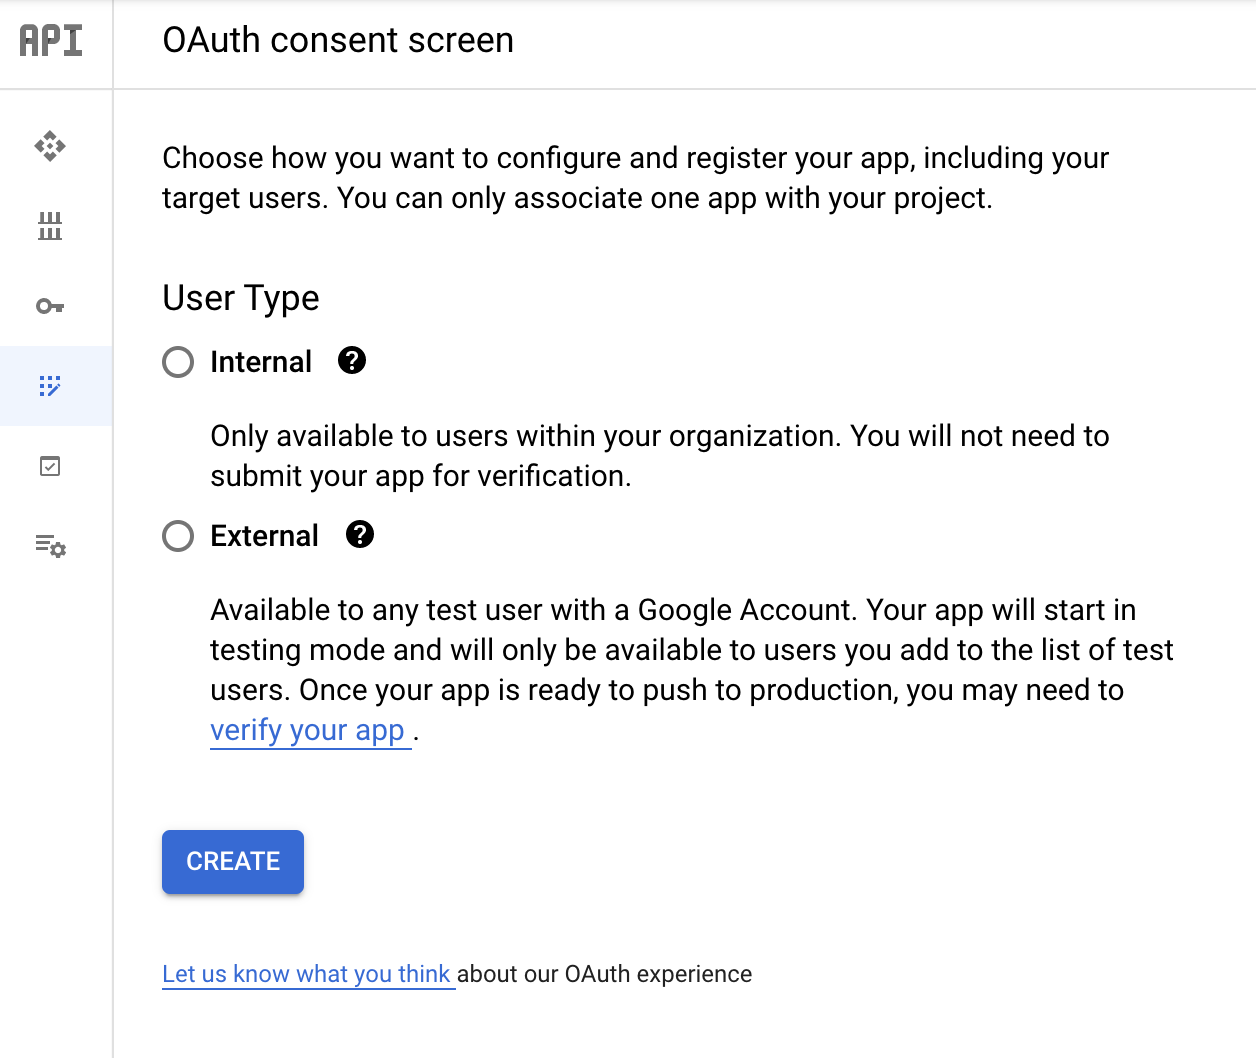 API
OAuth consent screen
Choose how you want to configure and register your app, including your
target users. You can only associate one app with your project.
User Type
Internal
Only available to users within your organization. You will not need to
submit your app for verification.
External
Available to any test user with a Google Account. Your app will start in
testing mode and will only be available to users you add to the list of test
users. Once your app is ready to push to production, you may need to
verify your app .
CREATE
Let us know what you think about our OAuth experience